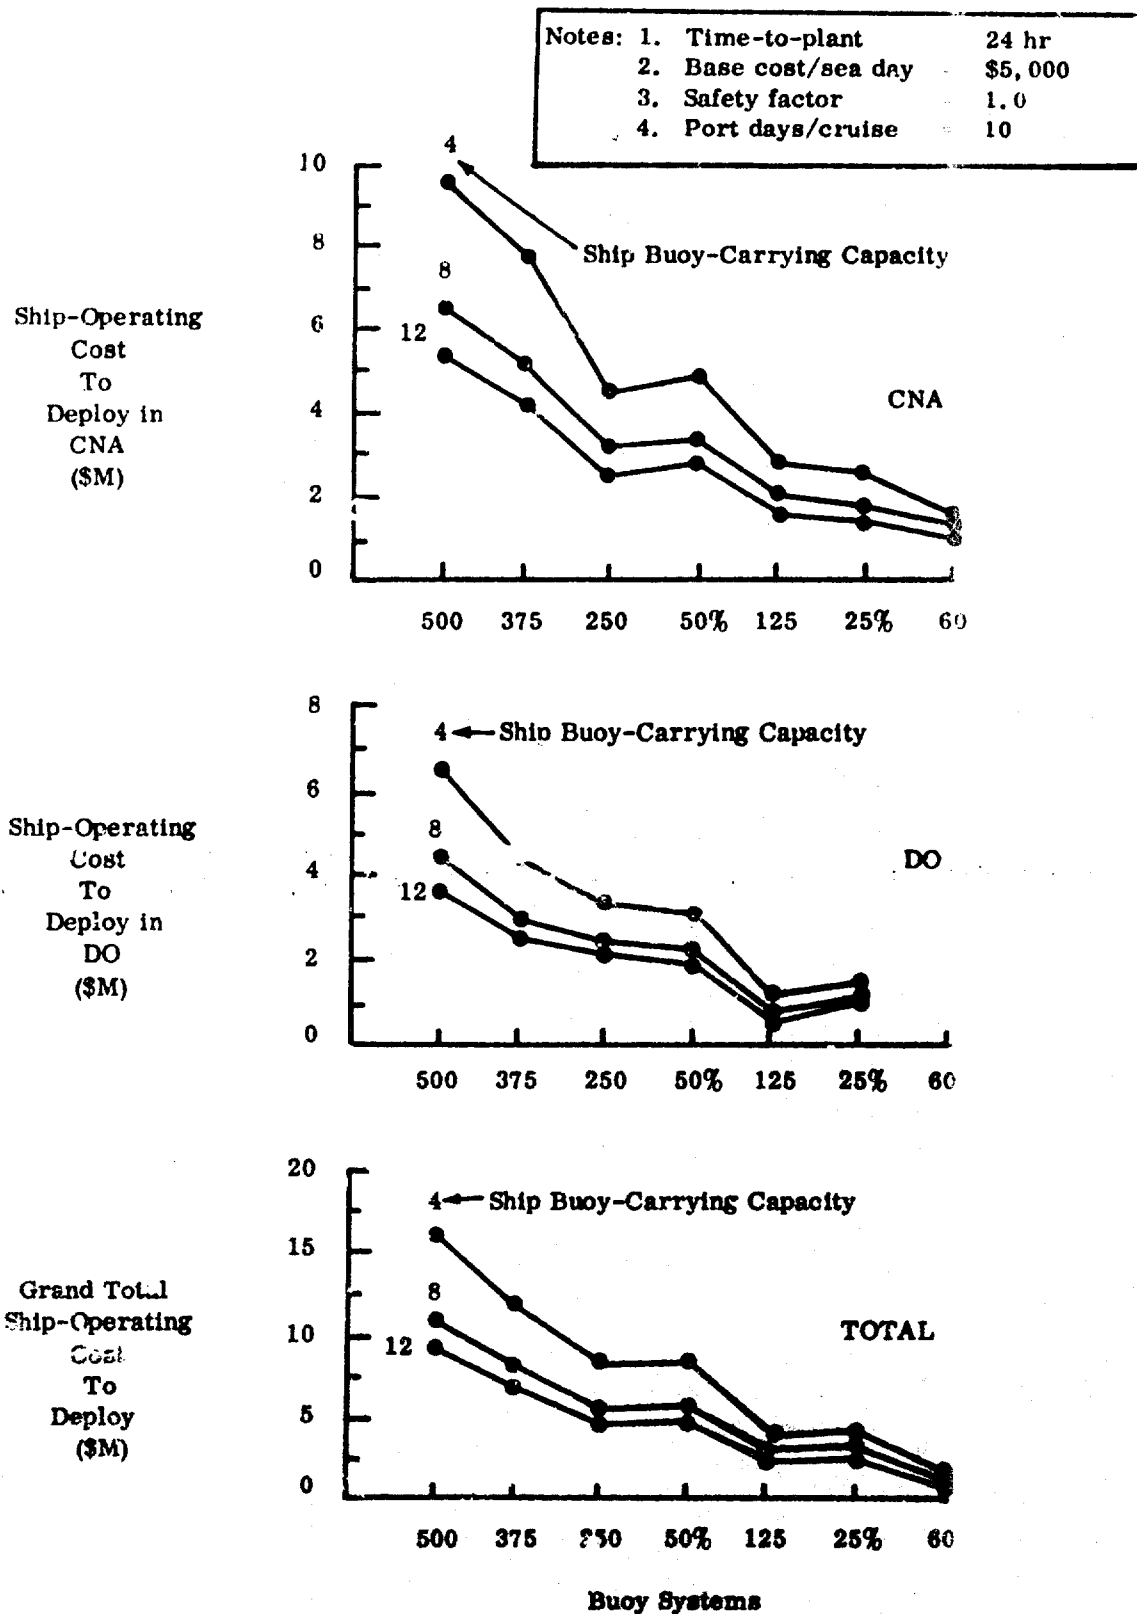 Notes: 1. Time-to-plant 24 hr
2. Base cost/sea day $5,000
3. Safety factor 1.0
4. Port days/cruise 10
4
10
Ship Buoy-Carrying Capacity
8
8
6
12
Ship-Operating
Cost
To
Deploy in
CNA
($M)
4
CNA
2
0
500 375 250 50% 125 25% 60
8
4 Ship Buoy-Carrying Capacity
6
Ship-Operating
Cost
To
Deploy in
DO
($M)
8
4
12
DO
2
0
500 375 250 50% 125 25% 60
20
4 Ship Buoy-Carrying Capacity
15
Grand Total
Ship-Operating
Cost
To
Deploy
($M)
8
10
12
TOTAL
5
0
500 375 250 50% 125 25% 60
Buoy Systems